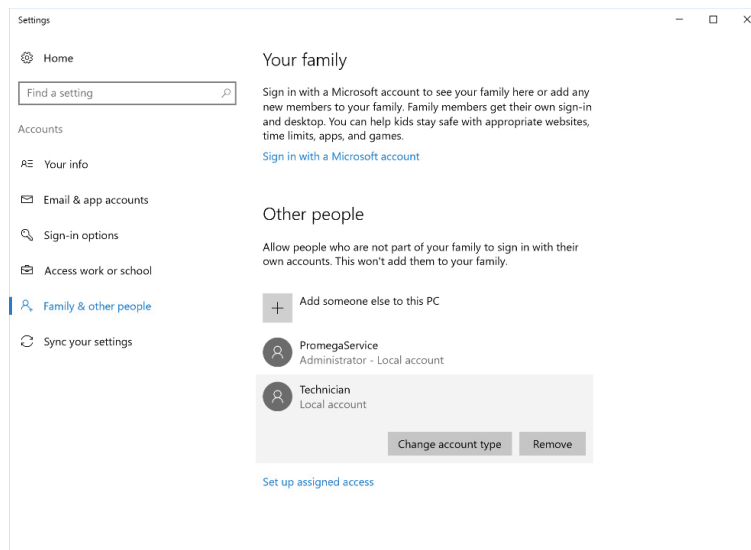 Settings
Home
Find a setting
Accounts
Your info
Email & app accounts
Sign-in options
Access work or school
Family & other people
Sync your settings
Your family
Sign in with a Microsoft account to see your family here or add any
new members to your family. Family members get their own sign-in
and desktop. You can help kids stay safe with appropriate websites,
time limits, apps, and games.
Sign in with a Microsoft account
Other people
Allow people who are not part of your family to sign in with their
own accounts. This won't add them to your family.
Add someone else to this PC
PromegaService
Administrator - Local account
Technician
Local account
Change account type Remove
Set up assigned access